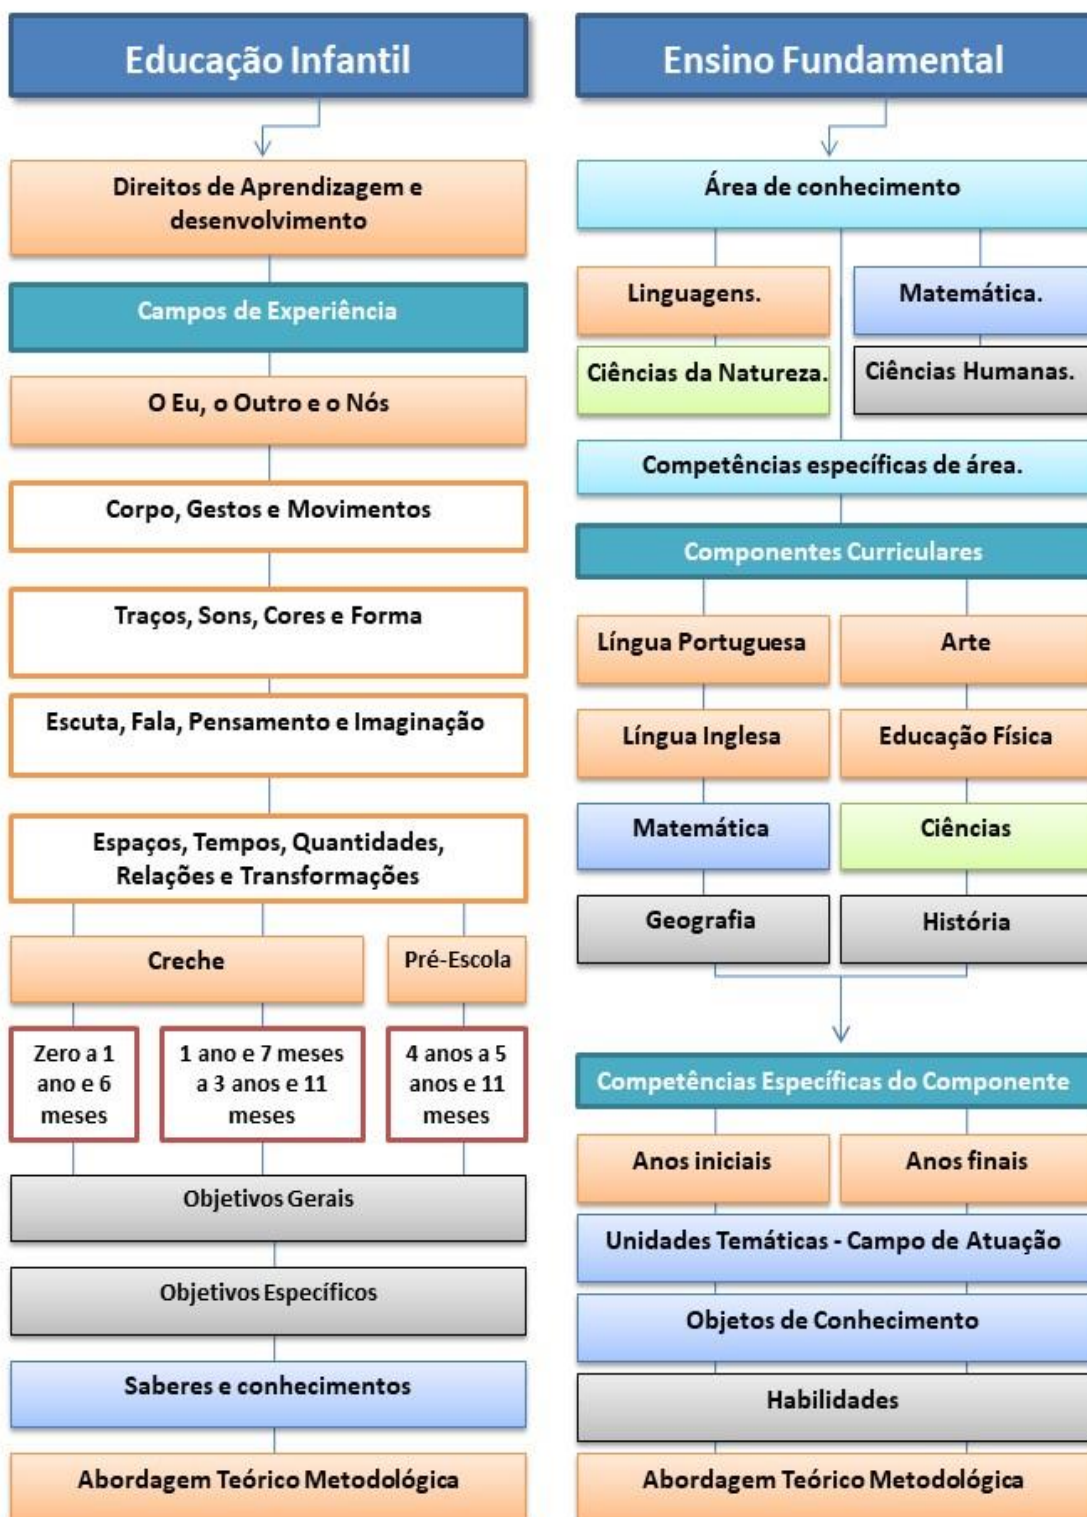 Educação Infantil
Direitos de Aprendizagem e
desenvolvimento
Campos de Experiência
O Eu, o Outro e o Nós
Corpo, Gestos e Movimentos
Traços, Sons, Cores e Forma
Escuta, Fala, Pensamento e Imaginação
Espaços, Tempos, Quantidades,
Relações e Transformações
Creche
Pré-Escola
Zero a 1
ano e 6
meses
1 ano e 7 meses
a 3 anos e 11
meses
4 anos a 5
anos e 11
meses
Objetivos Gerais
Objetivos Específicos
Saberes e conhecimentos
Abordagem Teórico Metodológica
Ensino Fundamental
Área de conhecimento
Linguagens.
Matemática.
Ciências da Natureza.
Ciências Humanas.
Competências específicas de área.
Componentes Curriculares
Língua Portuguesa
Arte
Língua Inglesa
Educação Física
Matemática
Ciências
Geografia
História
Competências Específicas do Componente
Anos iniciais
Anos finais
Unidades Temáticas - Campo de Atuação
Objetos de Conhecimento
Habilidades
Abordagem Teórico Metodológica